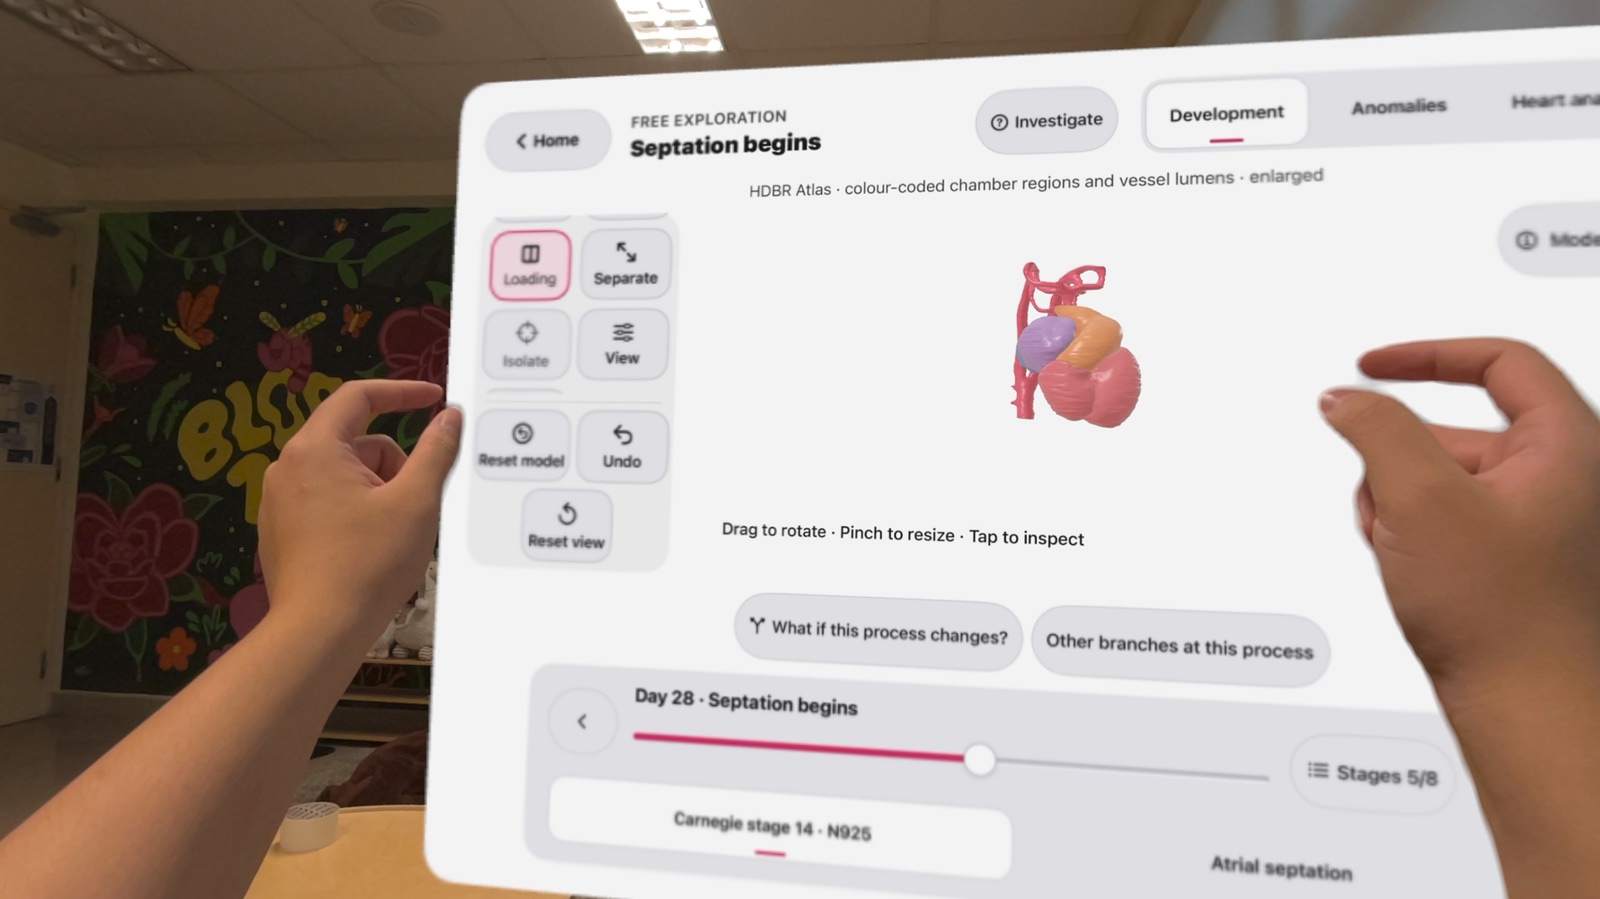 Home
FREE EXPLORATION
Septation begins
Investigate
Development
Anomalies
Heart
HDBR Atlas · colour-coded chamber regions and vessel lumens · enlarged
Loading
Separate
Isolate
View
Reset model
Undo
Reset view
Drag to rotate · Pinch to resize · Tap to inspect
What if this process changes?
Other branches at this process
Day 28 · Septation begins
Stages 5/8
Carnegie stage 14 · N925
Atrial septation